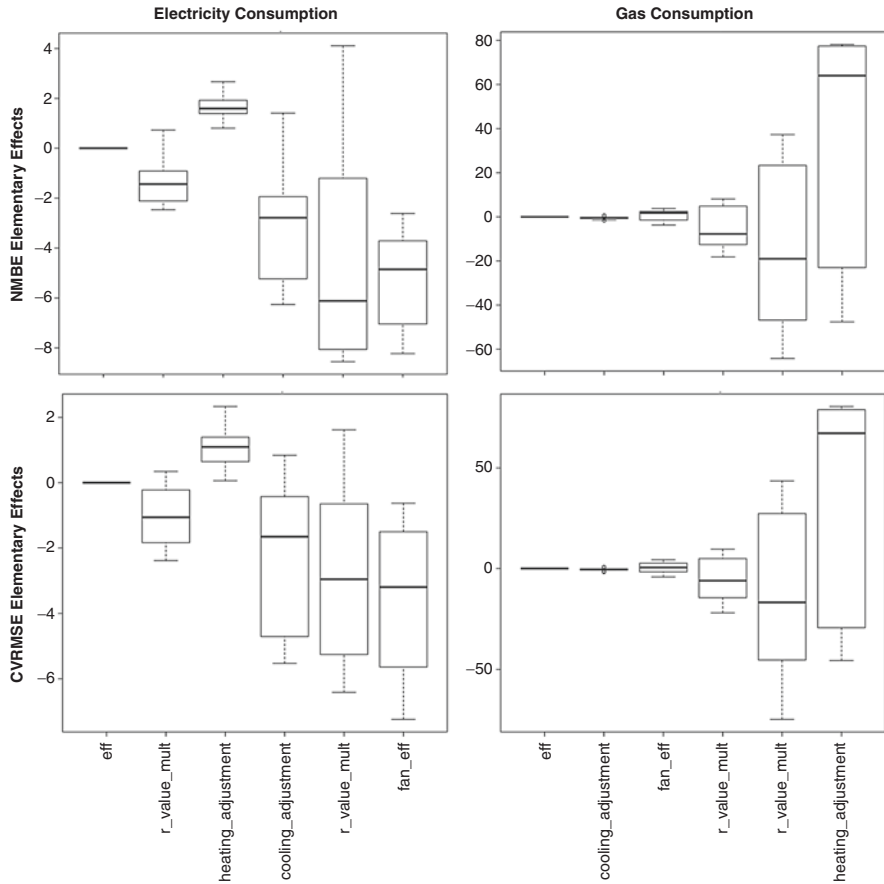 Electricity Consumption
Gas Consumption
NMBE Elementary Effects
4
2
0
−2
−4
−6
−8
80
60
40
20
0
−20
−40
−60
CVRMSE Elementary Effects
2
0
−2
−4
−6
50
0
−50
eff
r_value_mult
heating_adjustment
cooling_adjustment
r_value_mult
fan_eff
eff
cooling_adjustment
fan_eff
r_value_mult
r_value_mult
heating_adjustment